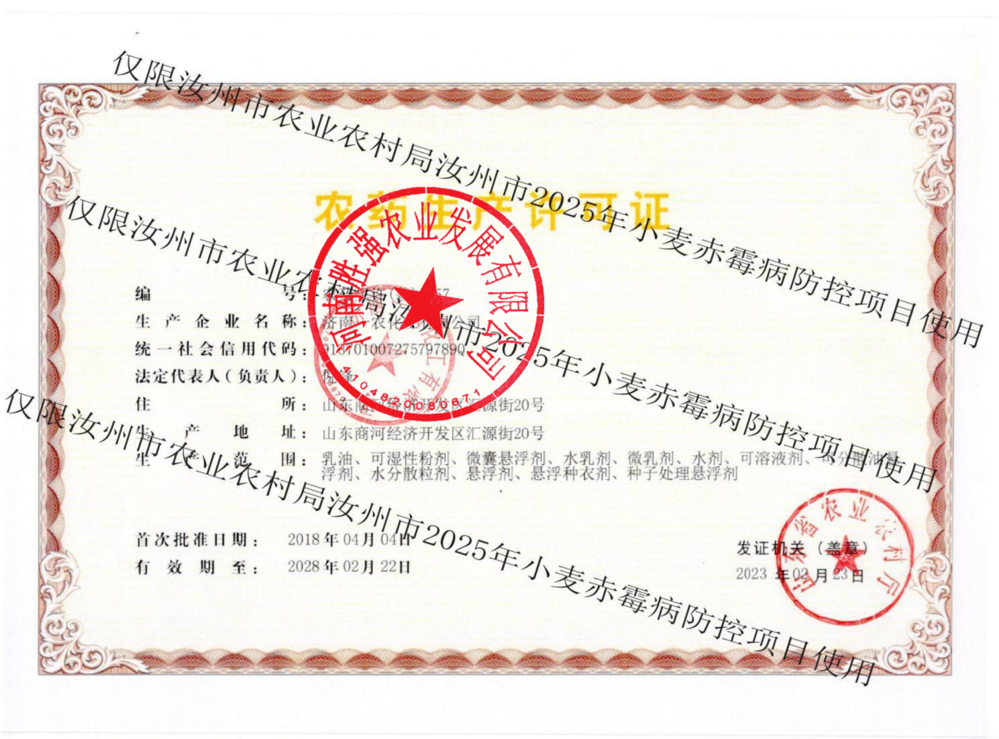 农药生产许可证
仅限汝州市农业农村局汝州市2025年小麦赤霉病防控项目使用
仅限汝州市农业农村局汝州市2025年小麦赤霉病防控项目使用
仅限汝州市农业农村局汝州市2025年小麦赤霉病防控项目使用
河南胜强农业发展有限公司
4104820080871
编号：
生产企业名称：济南一农化工有限公司
统一社会信用代码：91370100727579789Q
法定代表人(负责人)：倪锋
住所：山东商河经济开发区汇源街20号
生产地址：山东商河经济开发区汇源街20号
生产范围：乳油、可湿性粉剂、微囊悬浮剂、水乳剂、微乳剂、水剂、可溶液剂、可分散油悬
浮剂、水分散粒剂、悬浮剂、悬浮种衣剂、种子处理悬浮剂
首次批准日期：2018年04月04日
有效期至：2028年02月22日
发证机关（盖章）
2023年02月23日
山东省农业农村厅